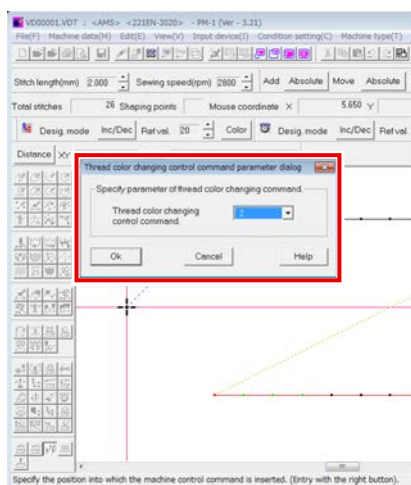 VD00001.VDT : <AMS> <221EN-3020> - PM-1 (Ver - 3.21)
File(F) Machine data(M) Edit(E) View(V) Input device(I) Condition setting(C) Machine type(T)
Stitch length(mm) 2.000 Sewing speed(rpm) 2800 Add Absolute Move Absolute
Total stitches 26 Shaping points Mouse coordinate X 5.650 Y
Desig. mode Inc/Dec Ref.val. 20 Color Desig. mode Inc/Dec Ref.val.
Distance XY
Thread color changing control command parameter dialog
Specify parameter of thread color changing command.
Thread color changing
control command.
2
Ok Cancel Help
Specify the position into which the machine control command is inserted. (Entry with the right button).